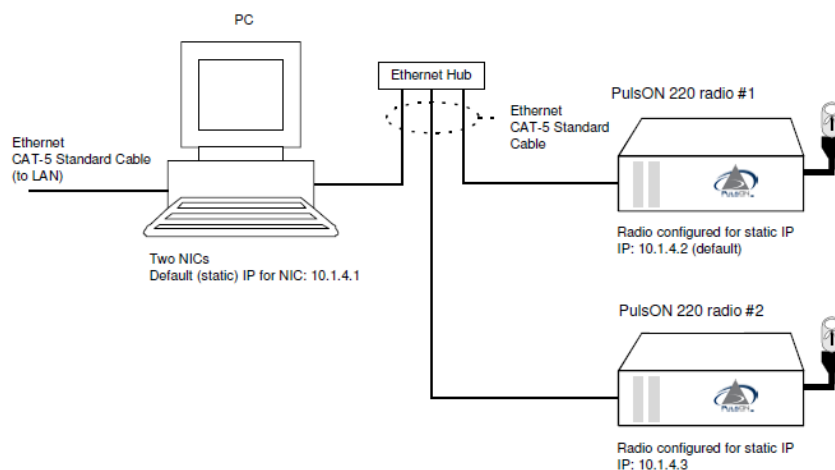 PC
Ethernet Hub
Ethernet
CAT-5 Standard
Cable
PulsON 220 radio #1
Ethernet
CAT-5 Standard Cable
(to LAN)
PulsON
Radio configured for static IP
IP: 10.1.4.2 (default)
Two NICs
Default (static) IP for NIC: 10.1.4.1
PulsON 220 radio #2
PulsON
Radio configured for static IP
IP: 10.1.4.3